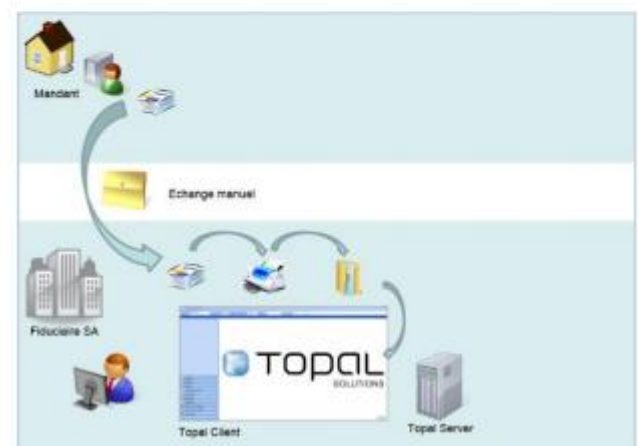 Mandant
Echange manuel
Fiduciaire SA
TOPAL
SOLUTIONS
Topal Client
Topal Server